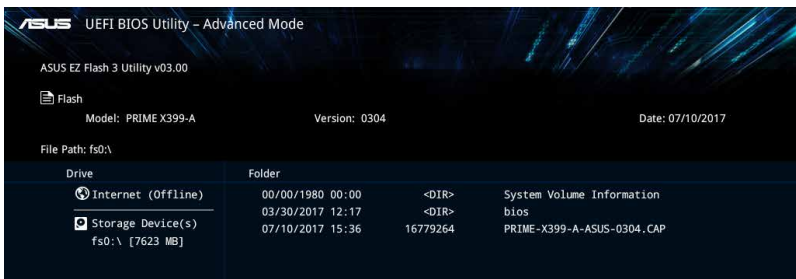 ASUS UEFI BIOS Utility – Advanced Mode
ASUS EZ Flash 3 Utility v03.00
Flash
Model: PRIME X399-A Version: 0304 Date: 07/10/2017
File Path: fs0:\
Drive Folder
Internet (Offline) 00/00/1980 00:00 <DIR> System Volume Information
03/30/2017 12:17 <DIR> bios
Storage Device(s) 07/10/2017 15:36 16779264 PRIME-X399-A-ASUS-0304.CAP
fs0:\ [7623 MB]